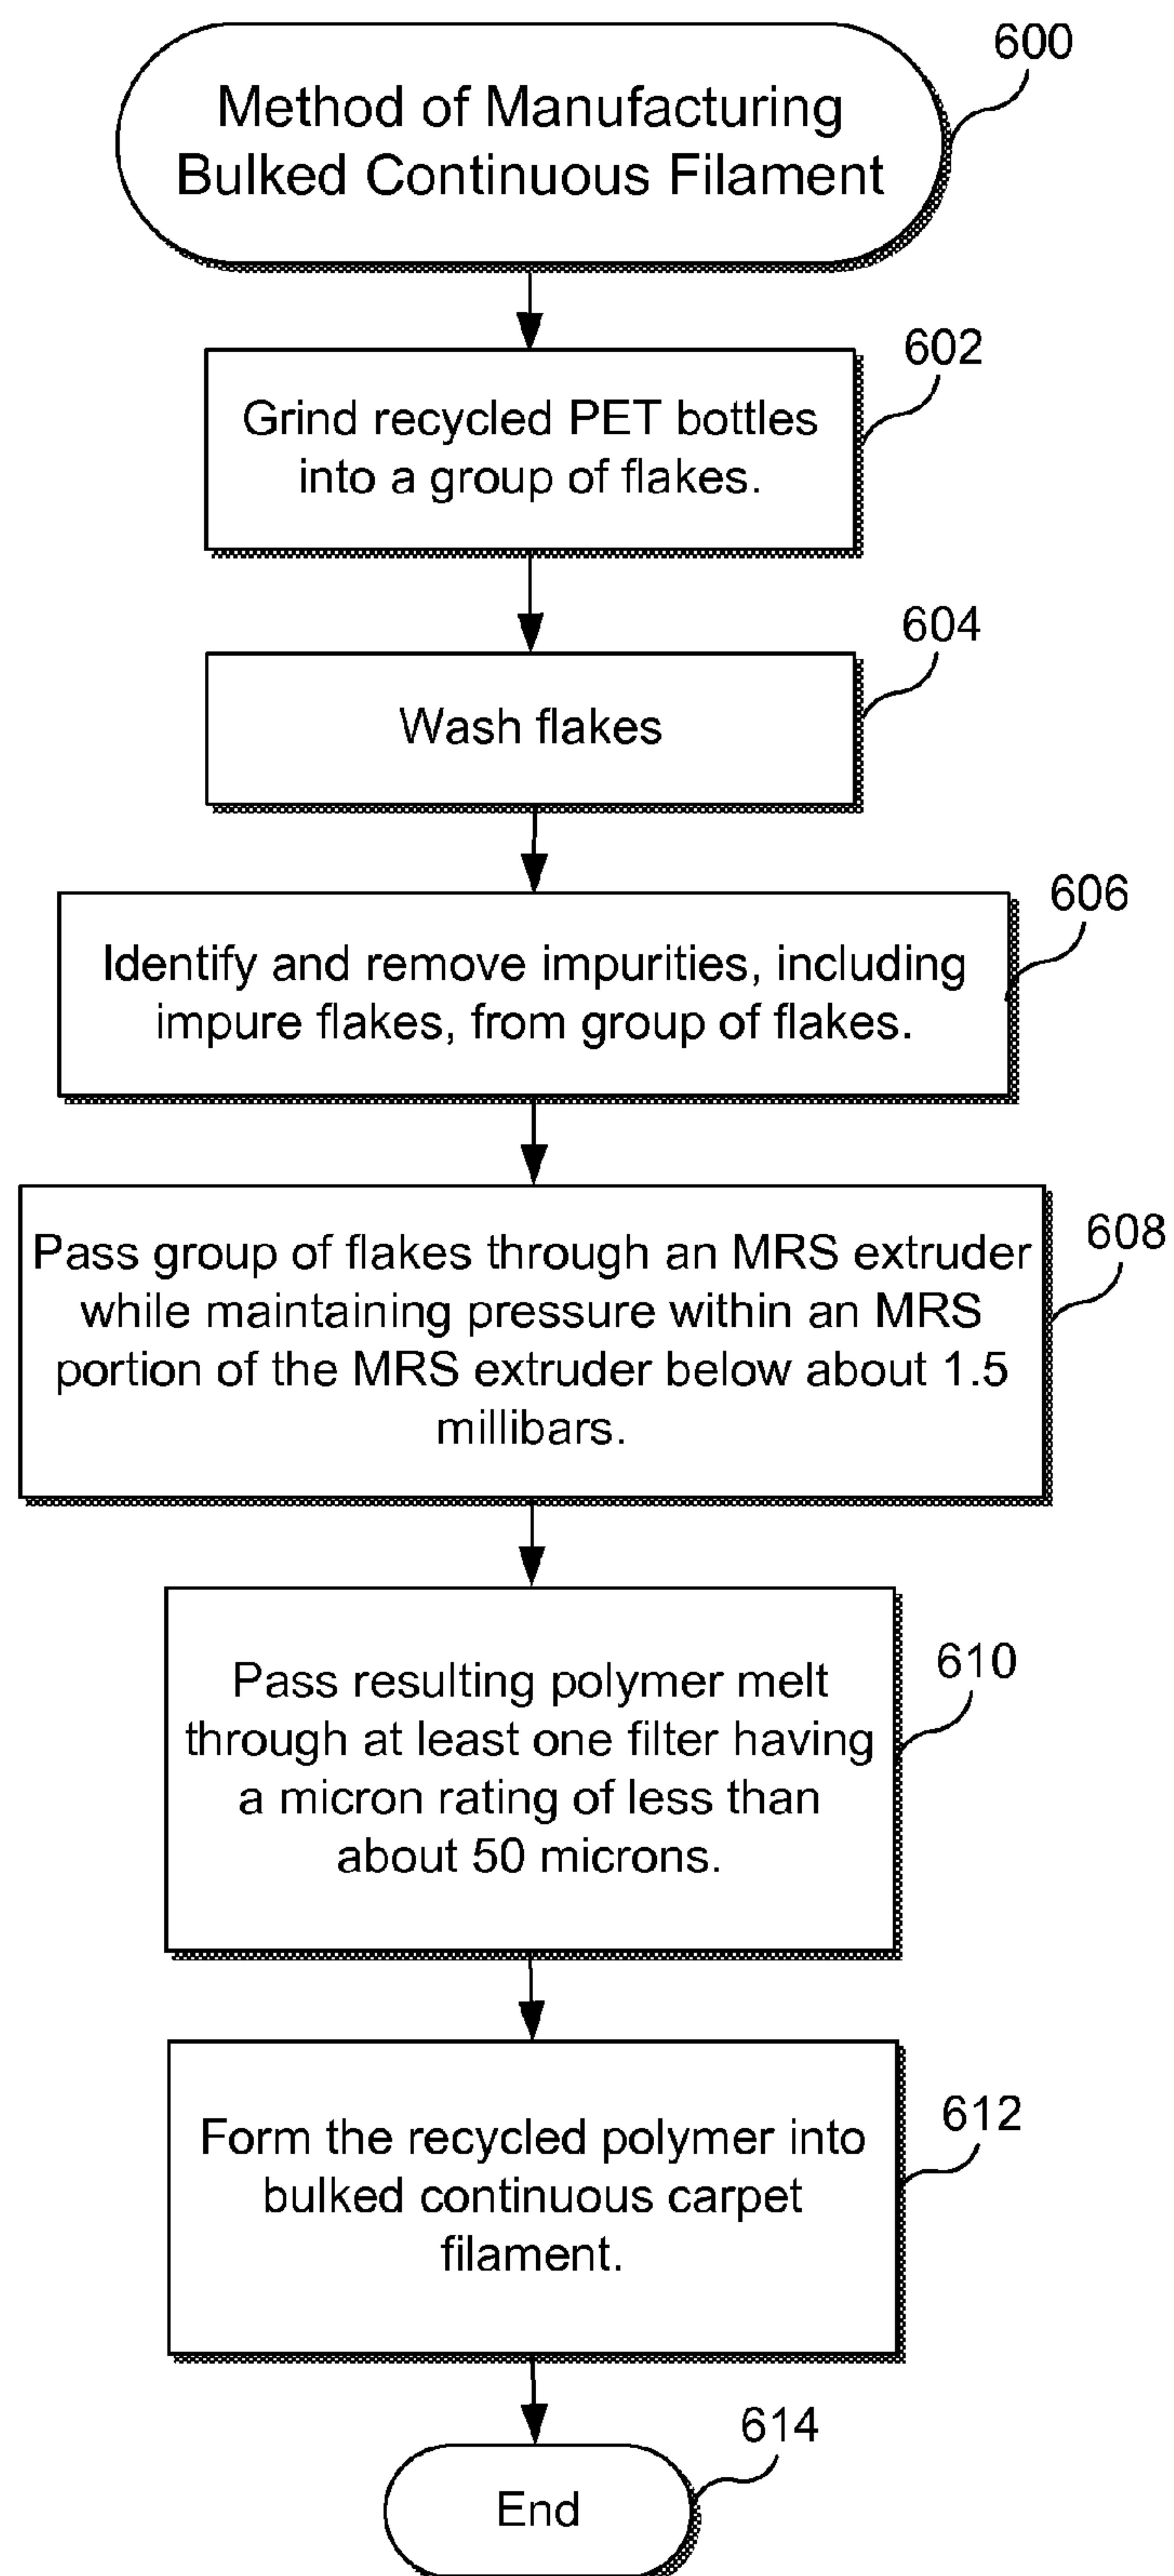 600
Method of Manufacturing
Bulked Continuous Filament
602
Grind recycled PET bottles
into a group of flakes.
604
Wash flakes
606
Identify and remove impurities, including
impure flakes, from group of flakes.
608
Pass group of flakes through an MRS extruder
while maintaining pressure within an MRS
portion of the MRS extruder below about 1.5
millibars.
610
Pass resulting polymer melt
through at least one filter having
a micron rating of less than
about 50 microns.
612
Form the recycled polymer into
bulked continuous carpet
filament.
614
End